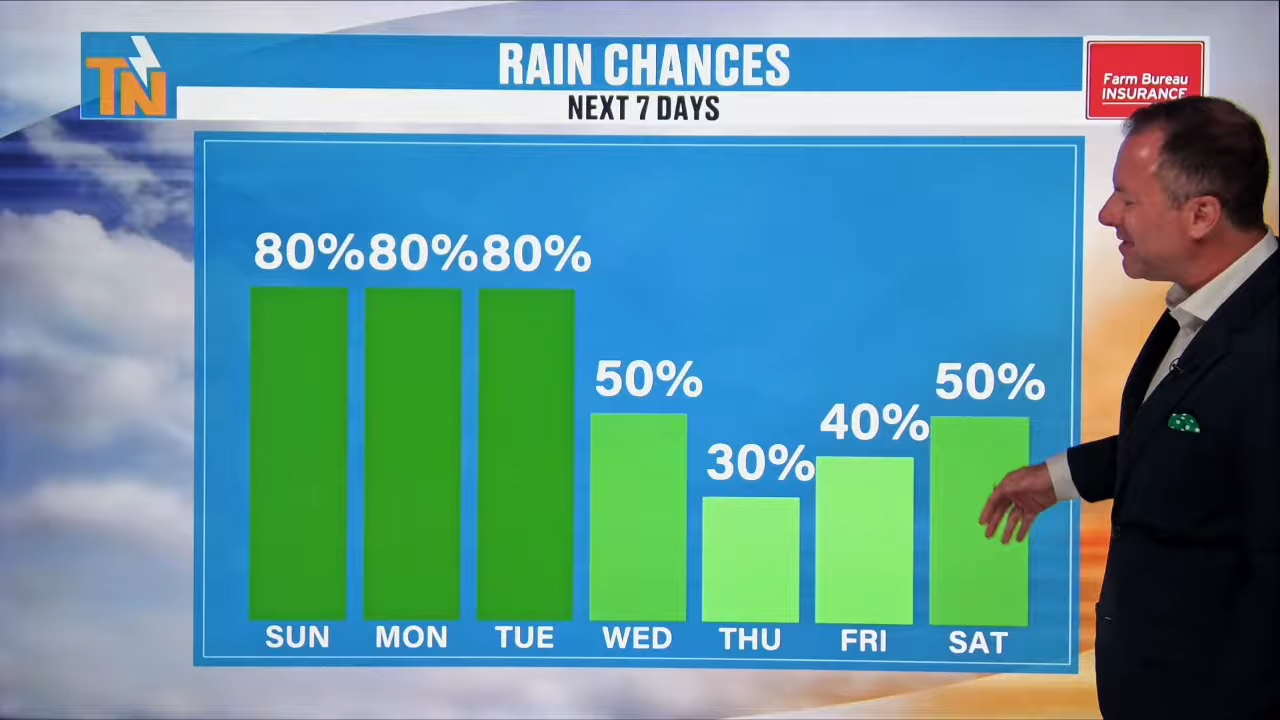 TN
RAIN CHANCES
NEXT 7 DAYS
Farm Bureau
INSURANCE
80% 80% 80%
50%
30%
40%
50%
SUN MON TUE WED THU FRI SAT